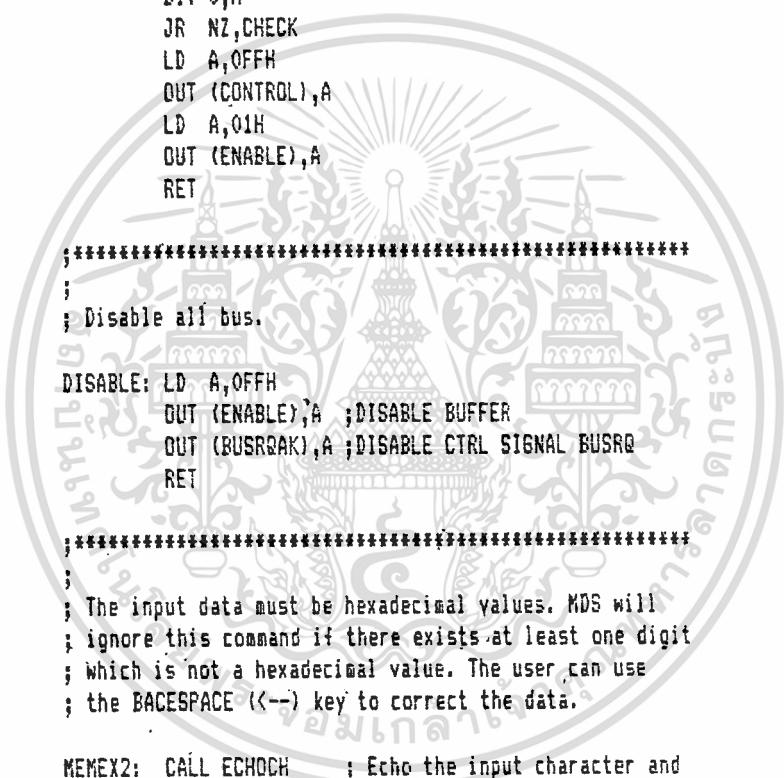 BIT 0,A
JR NZ,CHECK
LD A,0FFH
OUT (CONTROL),A
LD A,01H
OUT (ENABLE),A
RET
;*****************************************************
;
; Disable all bus.
DISABLE: LD A,0FFH
OUT (ENABLE),A ;DISABLE BUFFER
OUT (BUSRQAK),A ;DISABLE CTRL SIGNAL BUSRQ
RET
;*****************************************************
;
; The input data must be hexadecimal values. MDS will
; ignore this command if there exists at least one digit
; which is not a hexadecimal value. The user can use
; the BACESPACE (<--) key to correct the data.
MEMEX2: CALL ECHOCH ; Echo the input character and